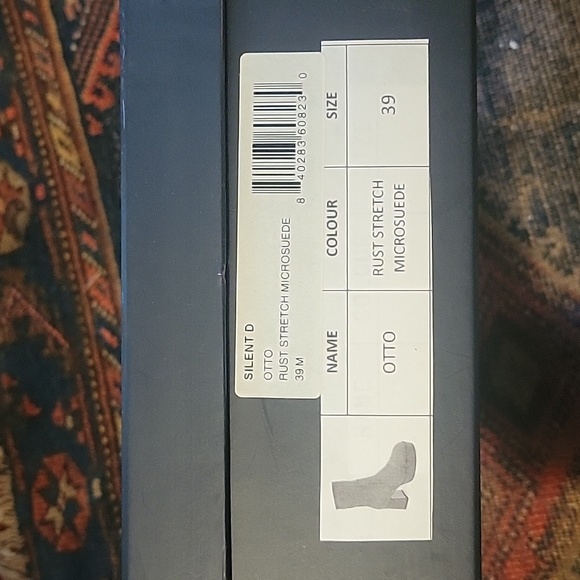 SILENT D
OTTO
RUST STRETCH MICROSUEDE
39 M
8 40283 60823 0
NAME
COLOUR
SIZE
OTTO
RUST STRETCH
MICROSUEDE
39